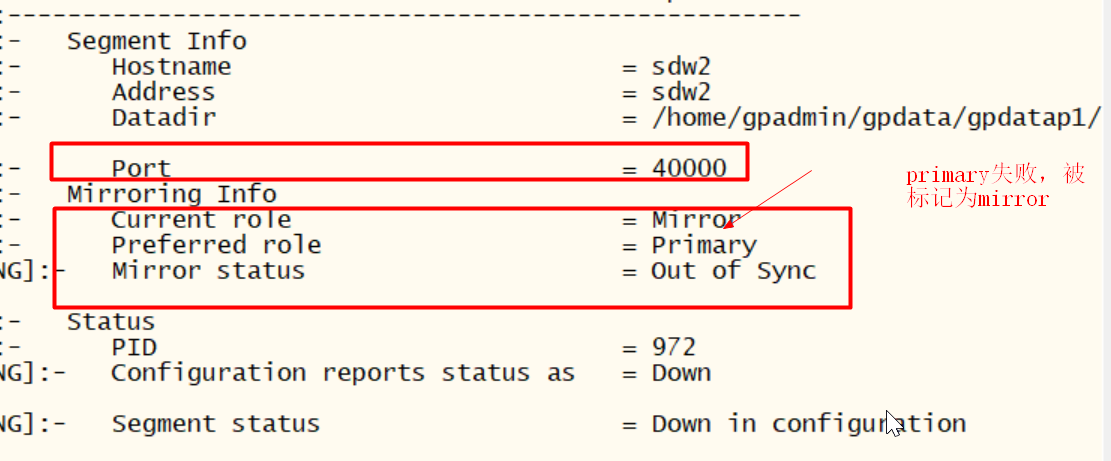 :-----------------------------------------------------
:-   Segment Info
:-      Hostname                          = sdw2
:-      Address                           = sdw2
:-      Datadir                           = /home/gpadmin/gpdata/gpdatap1/
:-      Port                              = 40000
primary失败，被
标记为mirror
:-   Mirroring Info
:-      Current role                      = Mirror
:-      Preferred role                    = Primary
NG]:-   Mirror status                     = Out of Sync
:-   Status
:-      PID                               = 972
NG]:-   Configuration reports status as   = Down
NG]:-   Segment status                    = Down in configuration